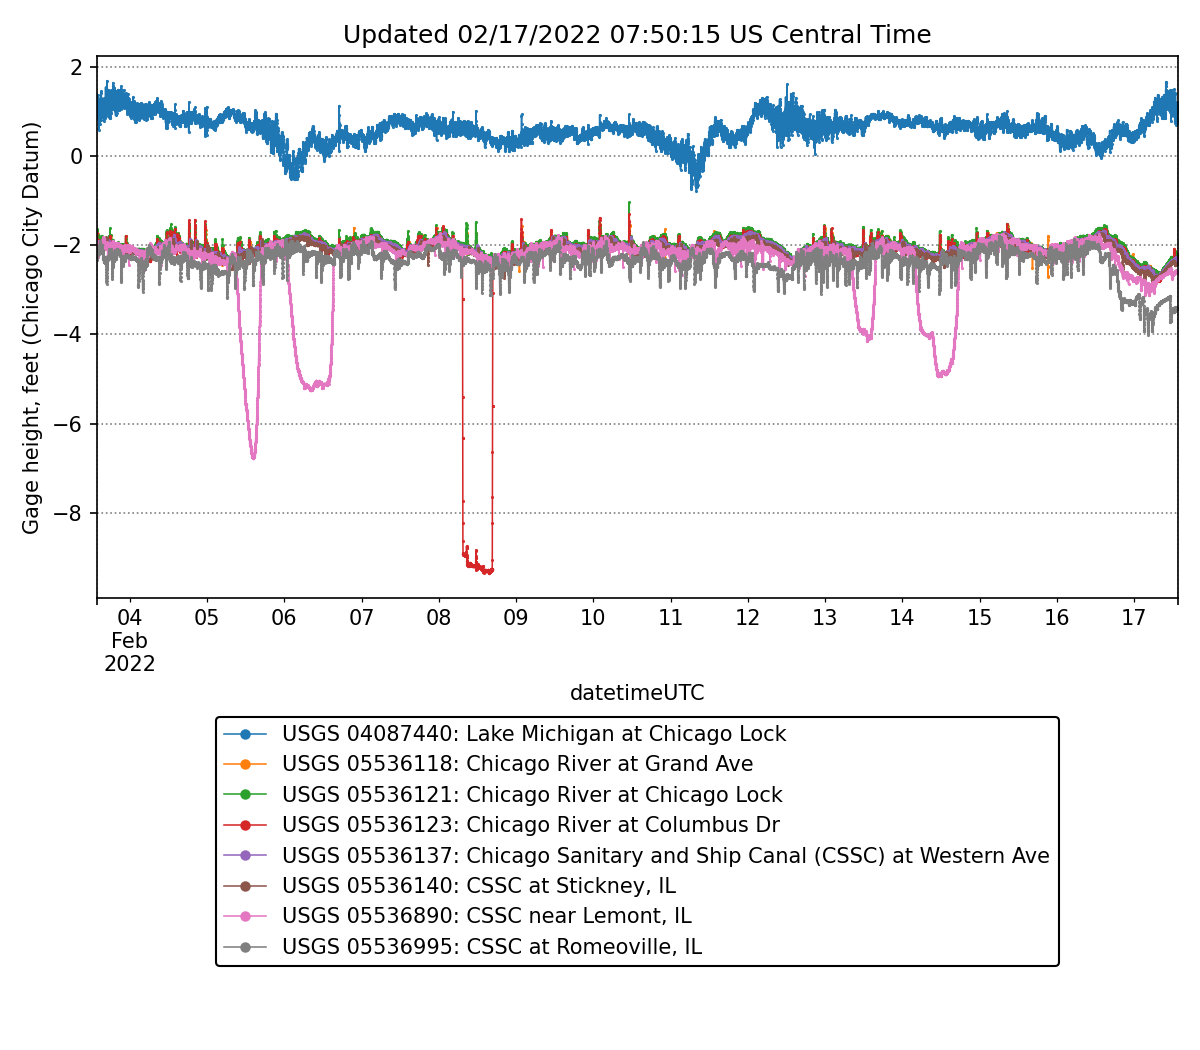 Updated 02/17/2022 07:50:15 US Central Time
Gage height, feet (Chicago City Datum)
2
0
−2
−4
−6
−8
04 05 06 07 08 09 10 11 12 13 14 15 16 17
Feb
2022
datetimeUTC
USGS 04087440: Lake Michigan at Chicago Lock
USGS 05536118: Chicago River at Grand Ave
USGS 05536121: Chicago River at Chicago Lock
USGS 05536123: Chicago River at Columbus Dr
USGS 05536137: Chicago Sanitary and Ship Canal (CSSC) at Western Ave
USGS 05536140: CSSC at Stickney, IL
USGS 05536890: CSSC near Lemont, IL
USGS 05536995: CSSC at Romeoville, IL